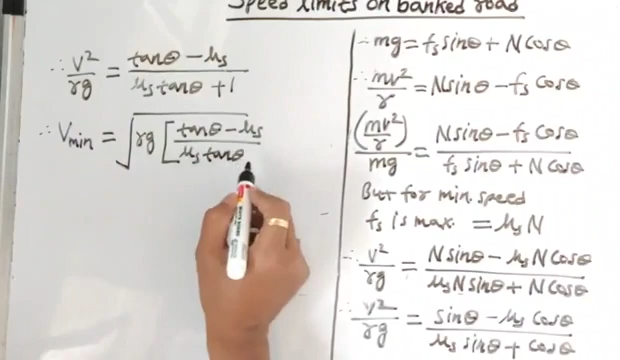 Speed limits on banked road
∴ v²/rg = (tanθ − μs)/(μs tanθ + 1)
∴ Vmin = √rg [(tanθ − μs)/(μs tanθ
∴ mg = fs sinθ + N cosθ
∴ mv²/r = N sinθ − fs cosθ
(mv²/r)/mg = (N sinθ − fs cosθ)/(fs sinθ + N cosθ)
But for min. speed
fs is max. = μs N
∴ v²/rg = (N sinθ − μs N cosθ)/(μs N sinθ + N cosθ)
∴ v²/rg = (sinθ − μs cosθ)/(μs sinθ + cosθ)